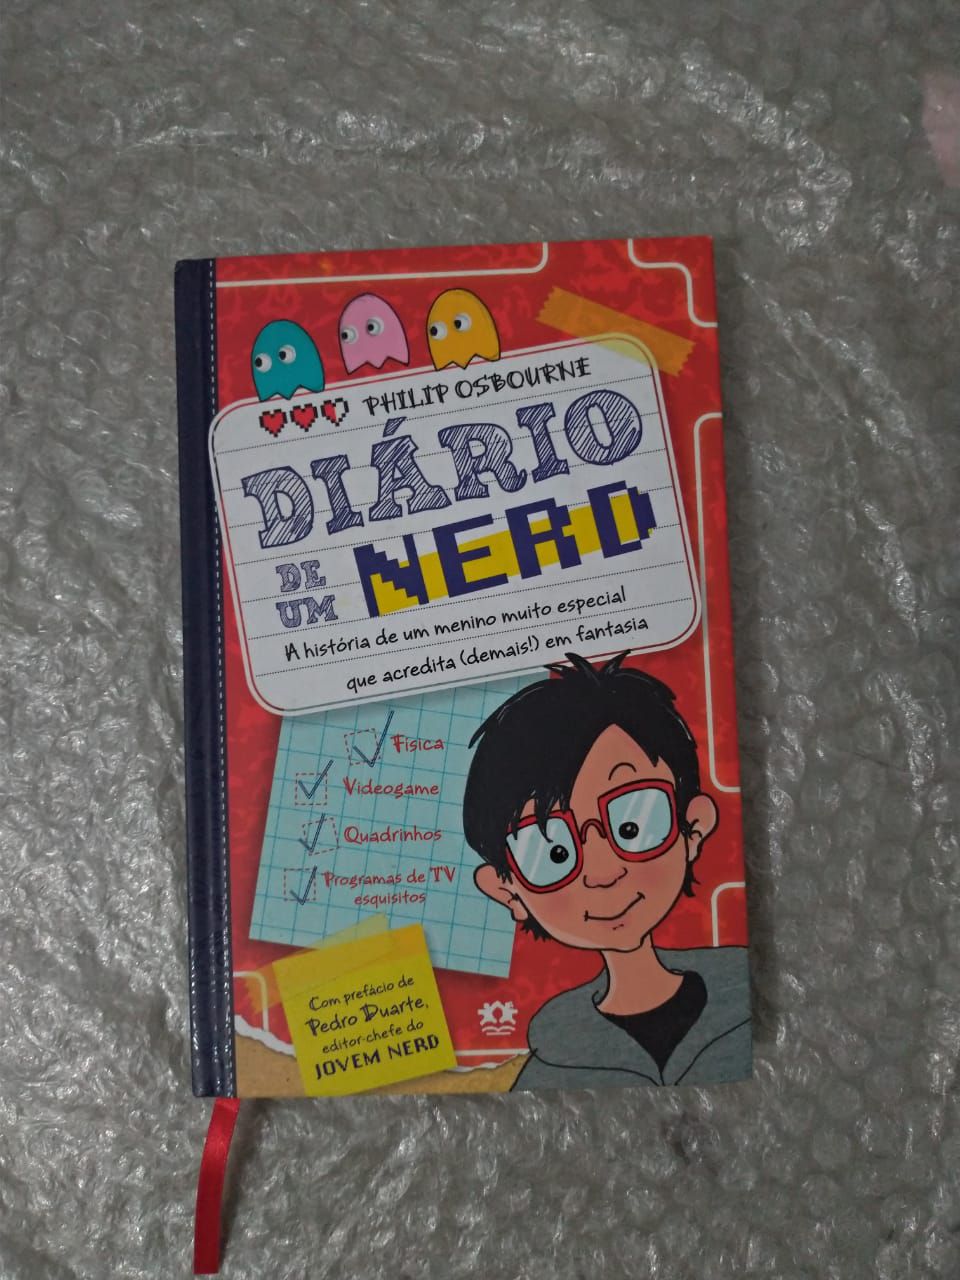 PHILIP OSBOURNE
DIÁRIO
DE
UM
NERD
A história de um menino muito especial
que acredita (demais!) em fantasia
Física
Videogame
Quadrinhos
Programas de TV
esquisitos
Com prefácio de
Pedro Duarte,
editor-chefe do
JOVEM NERD